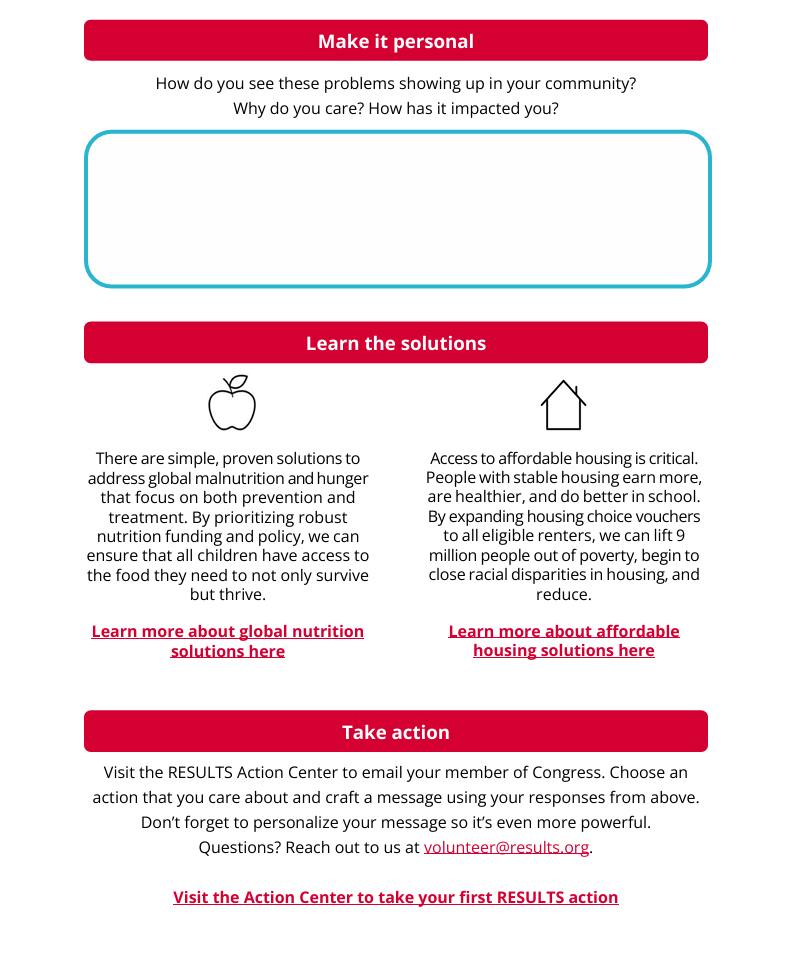 Make it personal
How do you see these problems showing up in your community?
Why do you care? How has it impacted you?
Learn the solutions
There are simple, proven solutions to
address global malnutrition and hunger
that focus on both prevention and
treatment. By prioritizing robust
nutrition funding and policy, we can
ensure that all children have access to
the food they need to not only survive
but thrive.
Learn more about global nutrition
solutions here
Access to affordable housing is critical.
People with stable housing earn more,
are healthier, and do better in school.
By expanding housing choice vouchers
to all eligible renters, we can lift 9
million people out of poverty, begin to
close racial disparities in housing, and
reduce.
Learn more about affordable
housing solutions here
Take action
Visit the RESULTS Action Center to email your member of Congress. Choose an
action that you care about and craft a message using your responses from above.
Don’t forget to personalize your message so it’s even more powerful.
Questions? Reach out to us at volunteer@results.org.
Visit the Action Center to take your first RESULTS action